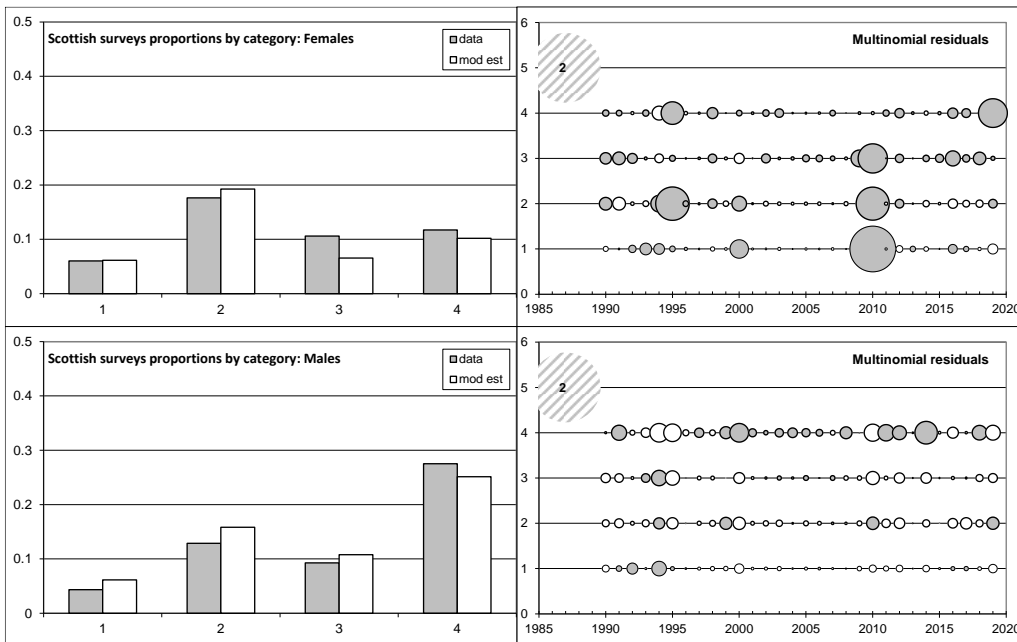 Scottish surveys proportions by category: Females
data
mod est
0.5
0.4
0.3
0.2
0.1
0
1 2 3 4
Multinomial residuals
2
6
5
4
3
2
1
0
1985 1990 1995 2000 2005 2010 2015 2020
Scottish surveys proportions by category: Males
data
mod est
0.5
0.4
0.3
0.2
0.1
0
1 2 3 4
Multinomial residuals
2
6
5
4
3
2
1
0
1985 1990 1995 2000 2005 2010 2015 2020